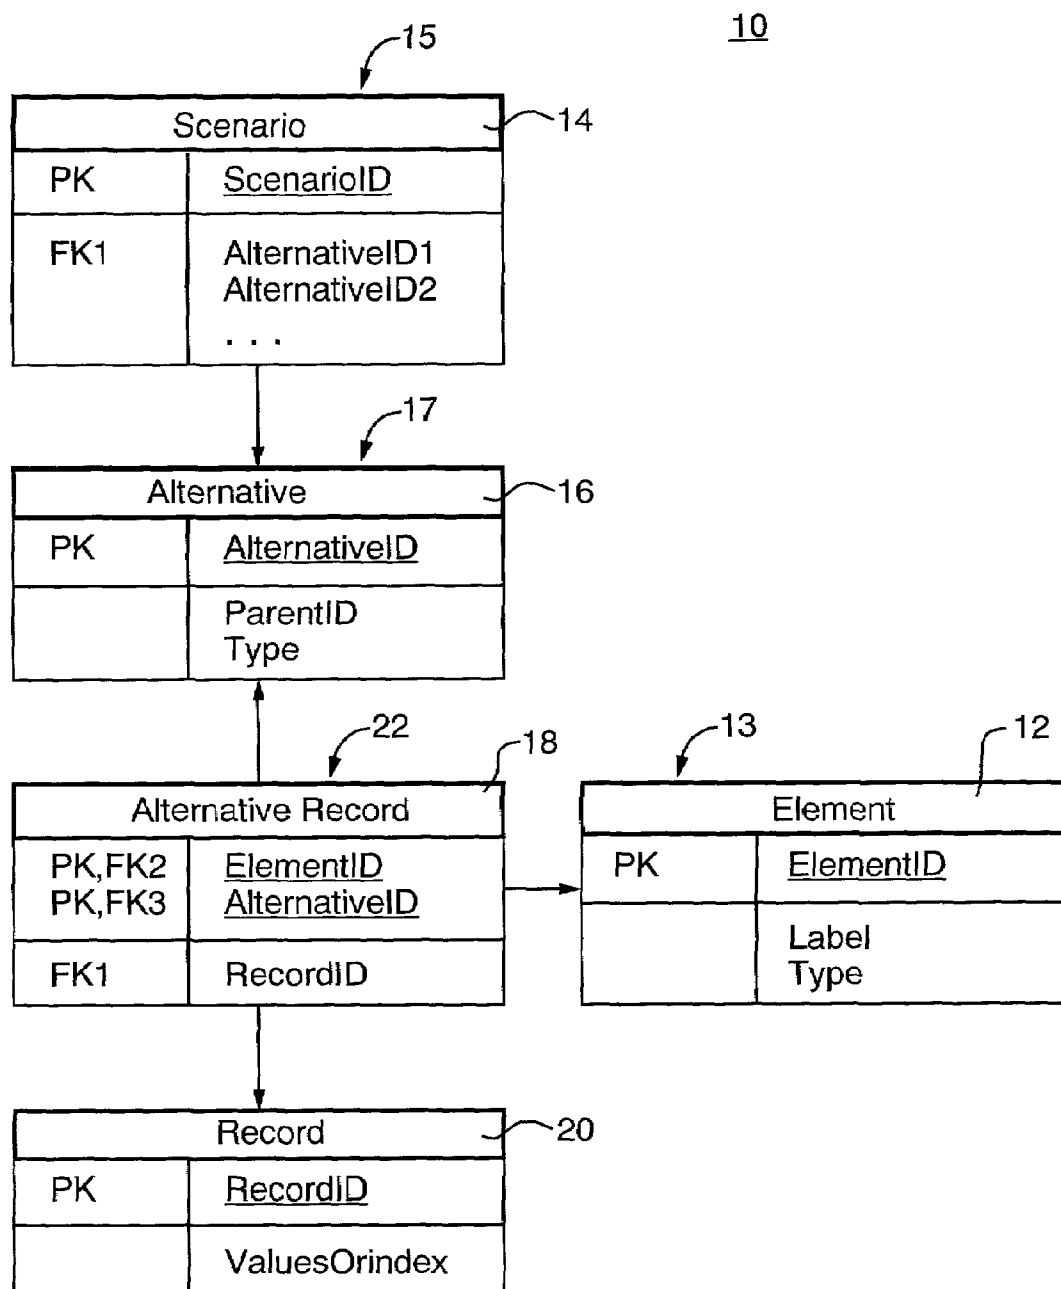 10
15
Scenario
14
PK ScenarioID
FK1 AlternativeID1
AlternativeID2
. . .
17
Alternative
16
PK AlternativeID
ParentID
Type
22
18
Alternative Record
PK,FK2 ElementID
PK,FK3 AlternativeID
FK1 RecordID
13
12
Element
PK ElementID
Label
Type
Record
20
PK RecordID
ValuesOrindex